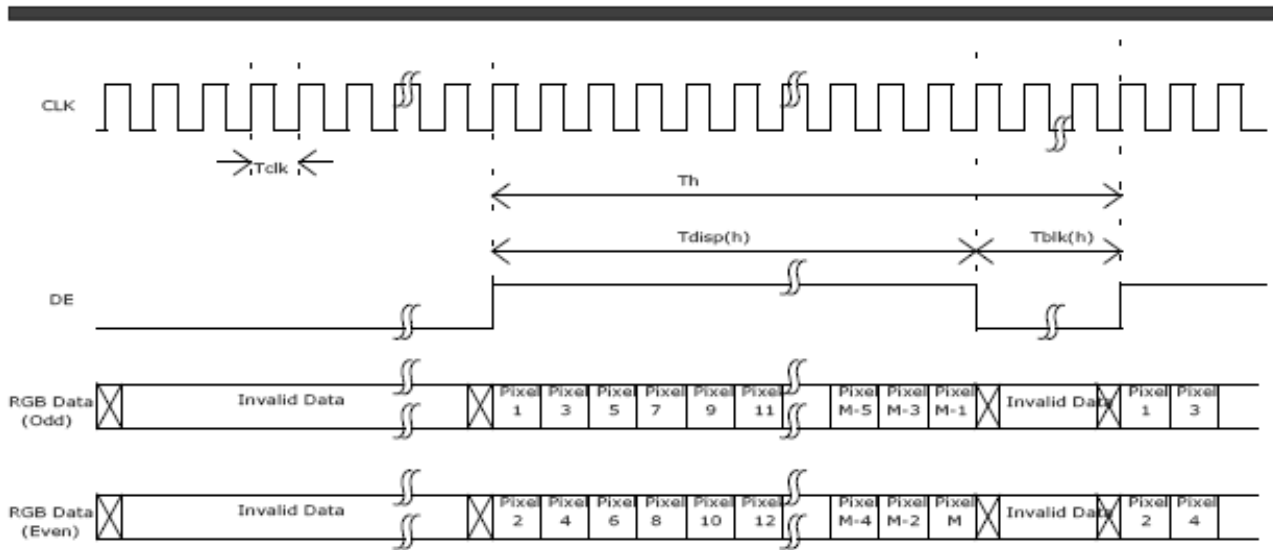 CLK
Tclk
Th
Tdisp(h) Tblk(h)
DE
RGB Data
(Odd)
Invalid Data
Pixel 1
Pixel 3
Pixel 5
Pixel 7
Pixel 9
Pixel 11
Pixel M-5
Pixel M-3
Pixel M-1
Invalid Data
Pixel 1
Pixel 3
RGB Data
(Even)
Invalid Data
Pixel 2
Pixel 4
Pixel 6
Pixel 8
Pixel 10
Pixel 12
Pixel M-4
Pixel M-2
Pixel M
Invalid Data
Pixel 2
Pixel 4